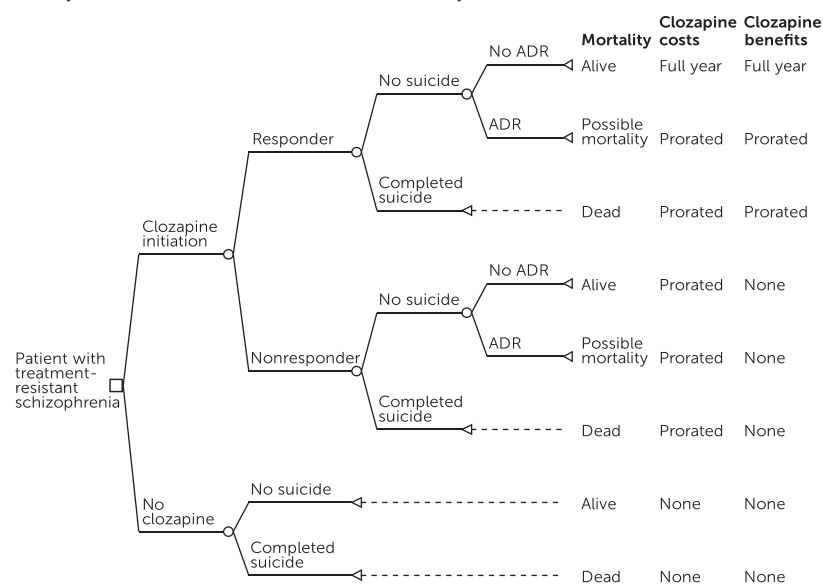 Mortality
Clozapine costs
Clozapine benefits
No ADR
Alive Full year Full year
No suicide
ADR
Possible
mortality Prorated Prorated
Responder
Completed
suicide
Dead Prorated Prorated
Clozapine
initiation
No ADR
Alive Prorated None
No suicide
ADR
Possible
mortality Prorated None
Nonresponder
Completed
suicide
Dead Prorated None
Patient with
treatment-
resistant
schizophrenia
No
clozapine
No suicide
Alive None None
Completed
suicide
Dead None None